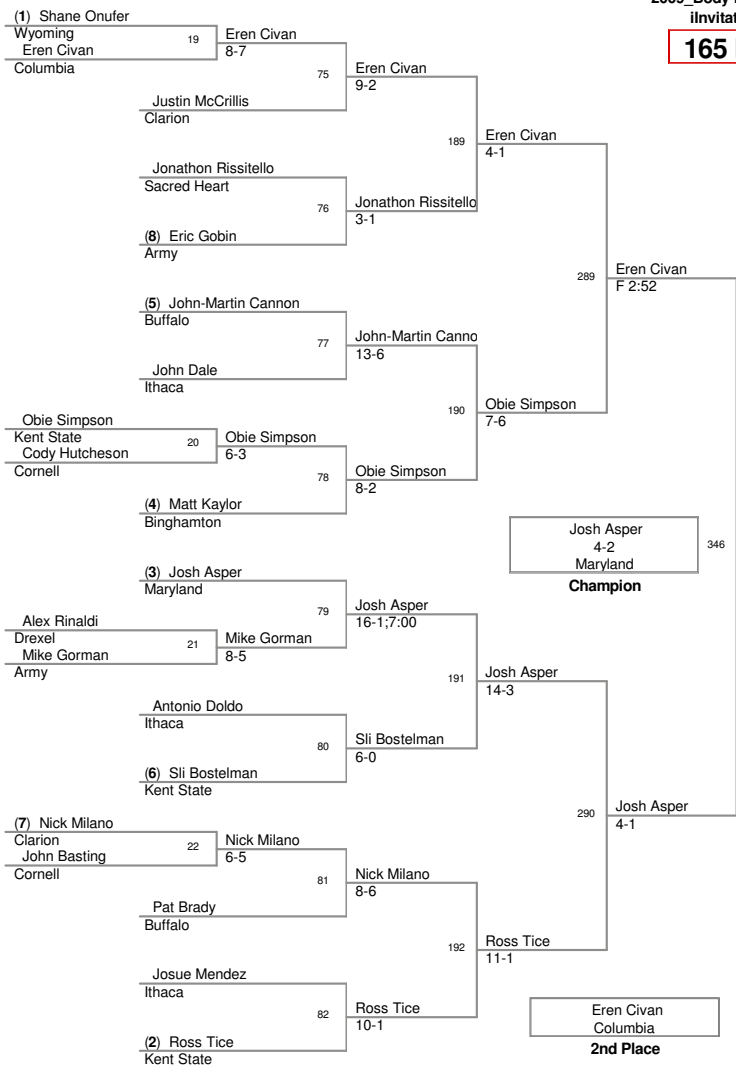 2009_Body
iInvitat
165
(1) Shane Onufer
Wyoming
19
Eren Civan
Eren Civan
8-7
Columbia
75
Eren Civan
9-2
Justin McCrillis
Clarion
189
Eren Civan
4-1
Jonathon Rissitello
Sacred Heart
76
Jonathon Rissitello
3-1
(8) Eric Gobin
Army
289
Eren Civan
F 2:52
(5) John-Martin Cannon
Buffalo
77
John-Martin Canno
13-6
John Dale
Ithaca
190
Obie Simpson
7-6
Obie Simpson
Kent State
20
Obie Simpson
6-3
Cody Hutcheson
Cornell
78
Obie Simpson
8-2
(4) Matt Kaylor
Binghamton
Josh Asper
4-2
Maryland
346
Champion
(3) Josh Asper
Maryland
79
Josh Asper
16-1;7:00
Alex Rinaldi
Drexel
21
Mike Gorman
8-5
Mike Gorman
Army
191
Josh Asper
14-3
Antonio Doldo
Ithaca
80
Sli Bostelman
6-0
(6) Sli Bostelman
Kent State
290
Josh Asper
4-1
(7) Nick Milano
Clarion
22
Nick Milano
6-5
John Basting
Cornell
81
Nick Milano
8-6
Pat Brady
Buffalo
192
Ross Tice
11-1
Josue Mendez
Ithaca
82
Ross Tice
10-1
(2) Ross Tice
Kent State
Eren Civan
Columbia
2nd Place